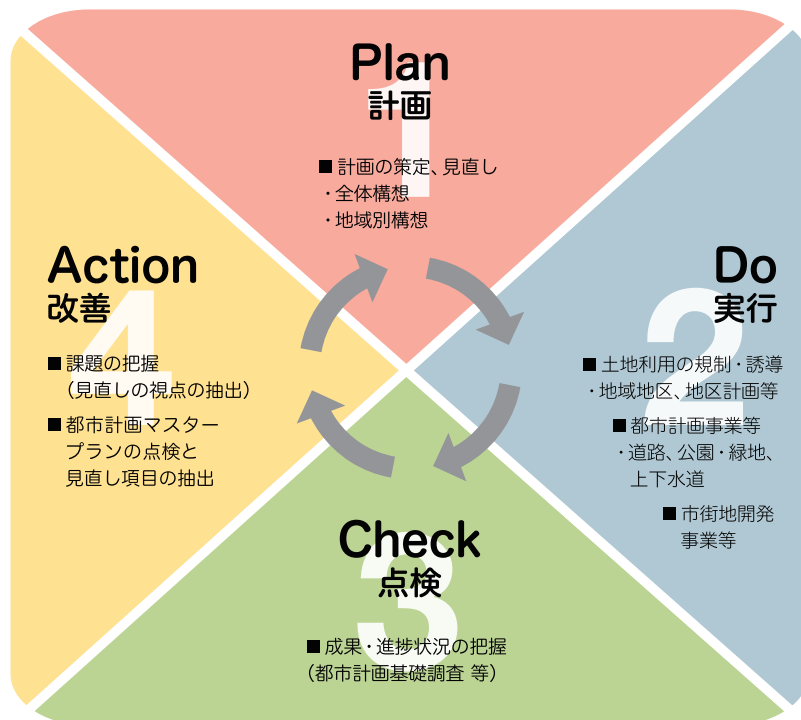 1
Plan
計画
■ 計画の策定、見直し
・全体構想
・地域別構想
2
Do
実行
■ 土地利用の規制・誘導
・地域地区、地区計画等
■ 都市計画事業等
・道路、公園・緑地、
上下水道
■ 市街地開発
事業等
3
Check
点検
■ 成果・進捗状況の把握
（都市計画基礎調査 等）
4
Action
改善
■ 課題の把握
（見直しの視点の抽出）
■ 都市計画マスター
プランの点検と
見直し項目の抽出